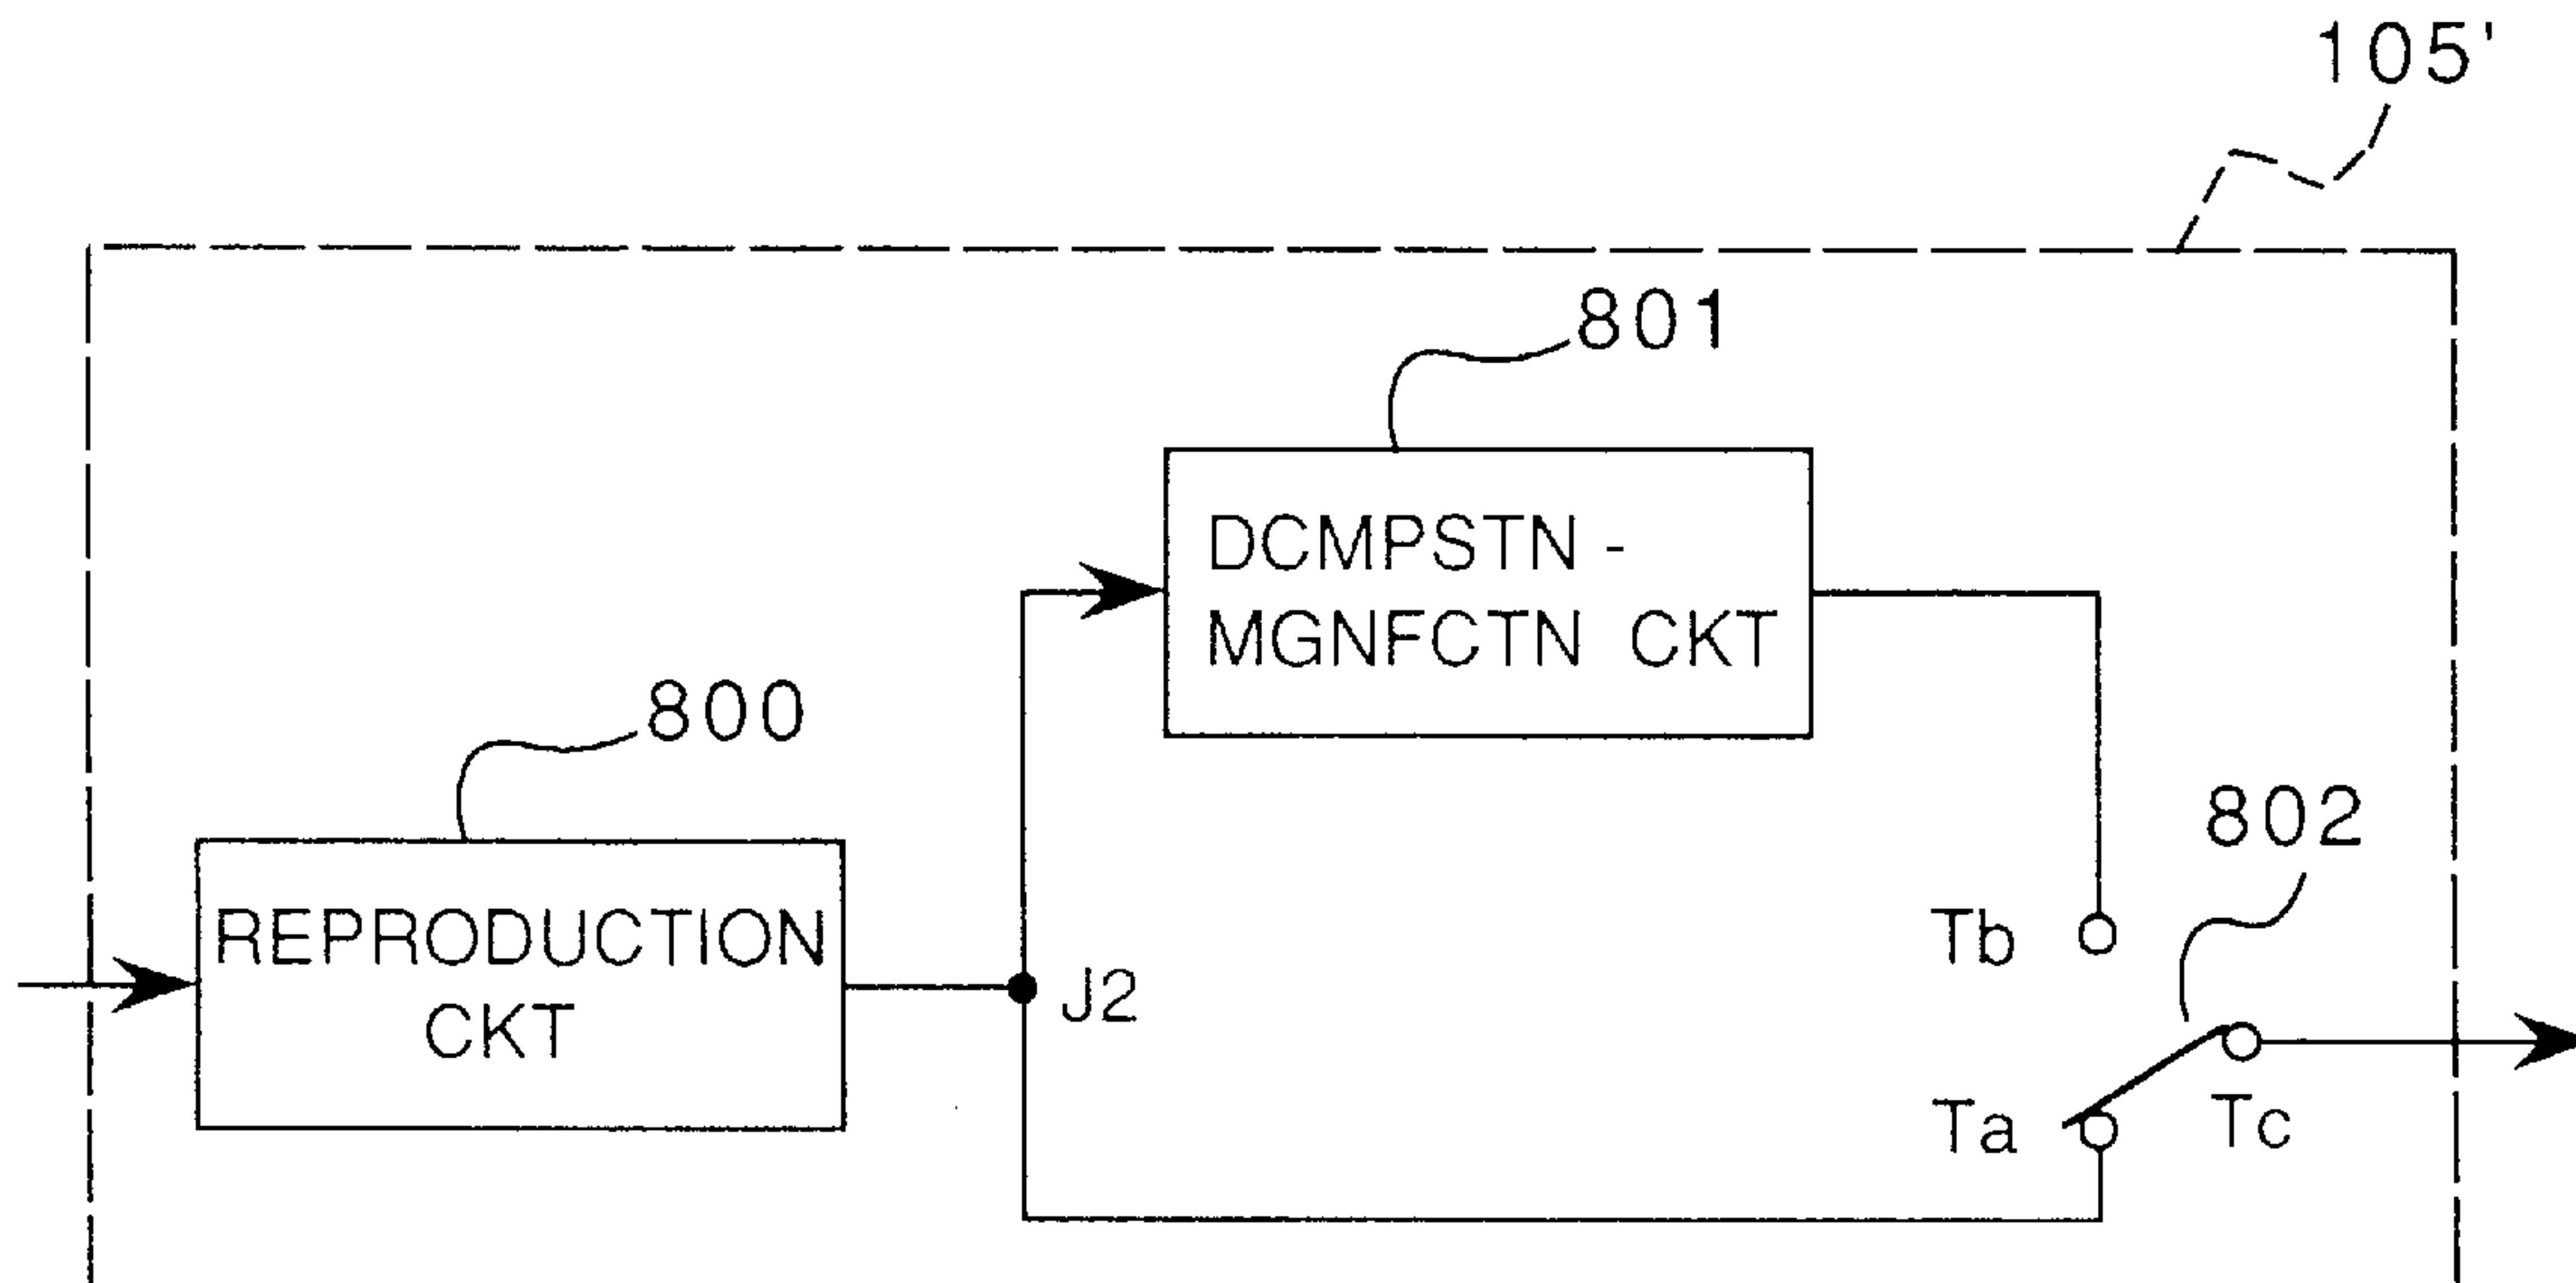 105'
801
DCMPSTN -
MGNFCTN CKT
800
802
REPRODUCTION
CKT
J2
Tb
Ta
Tc